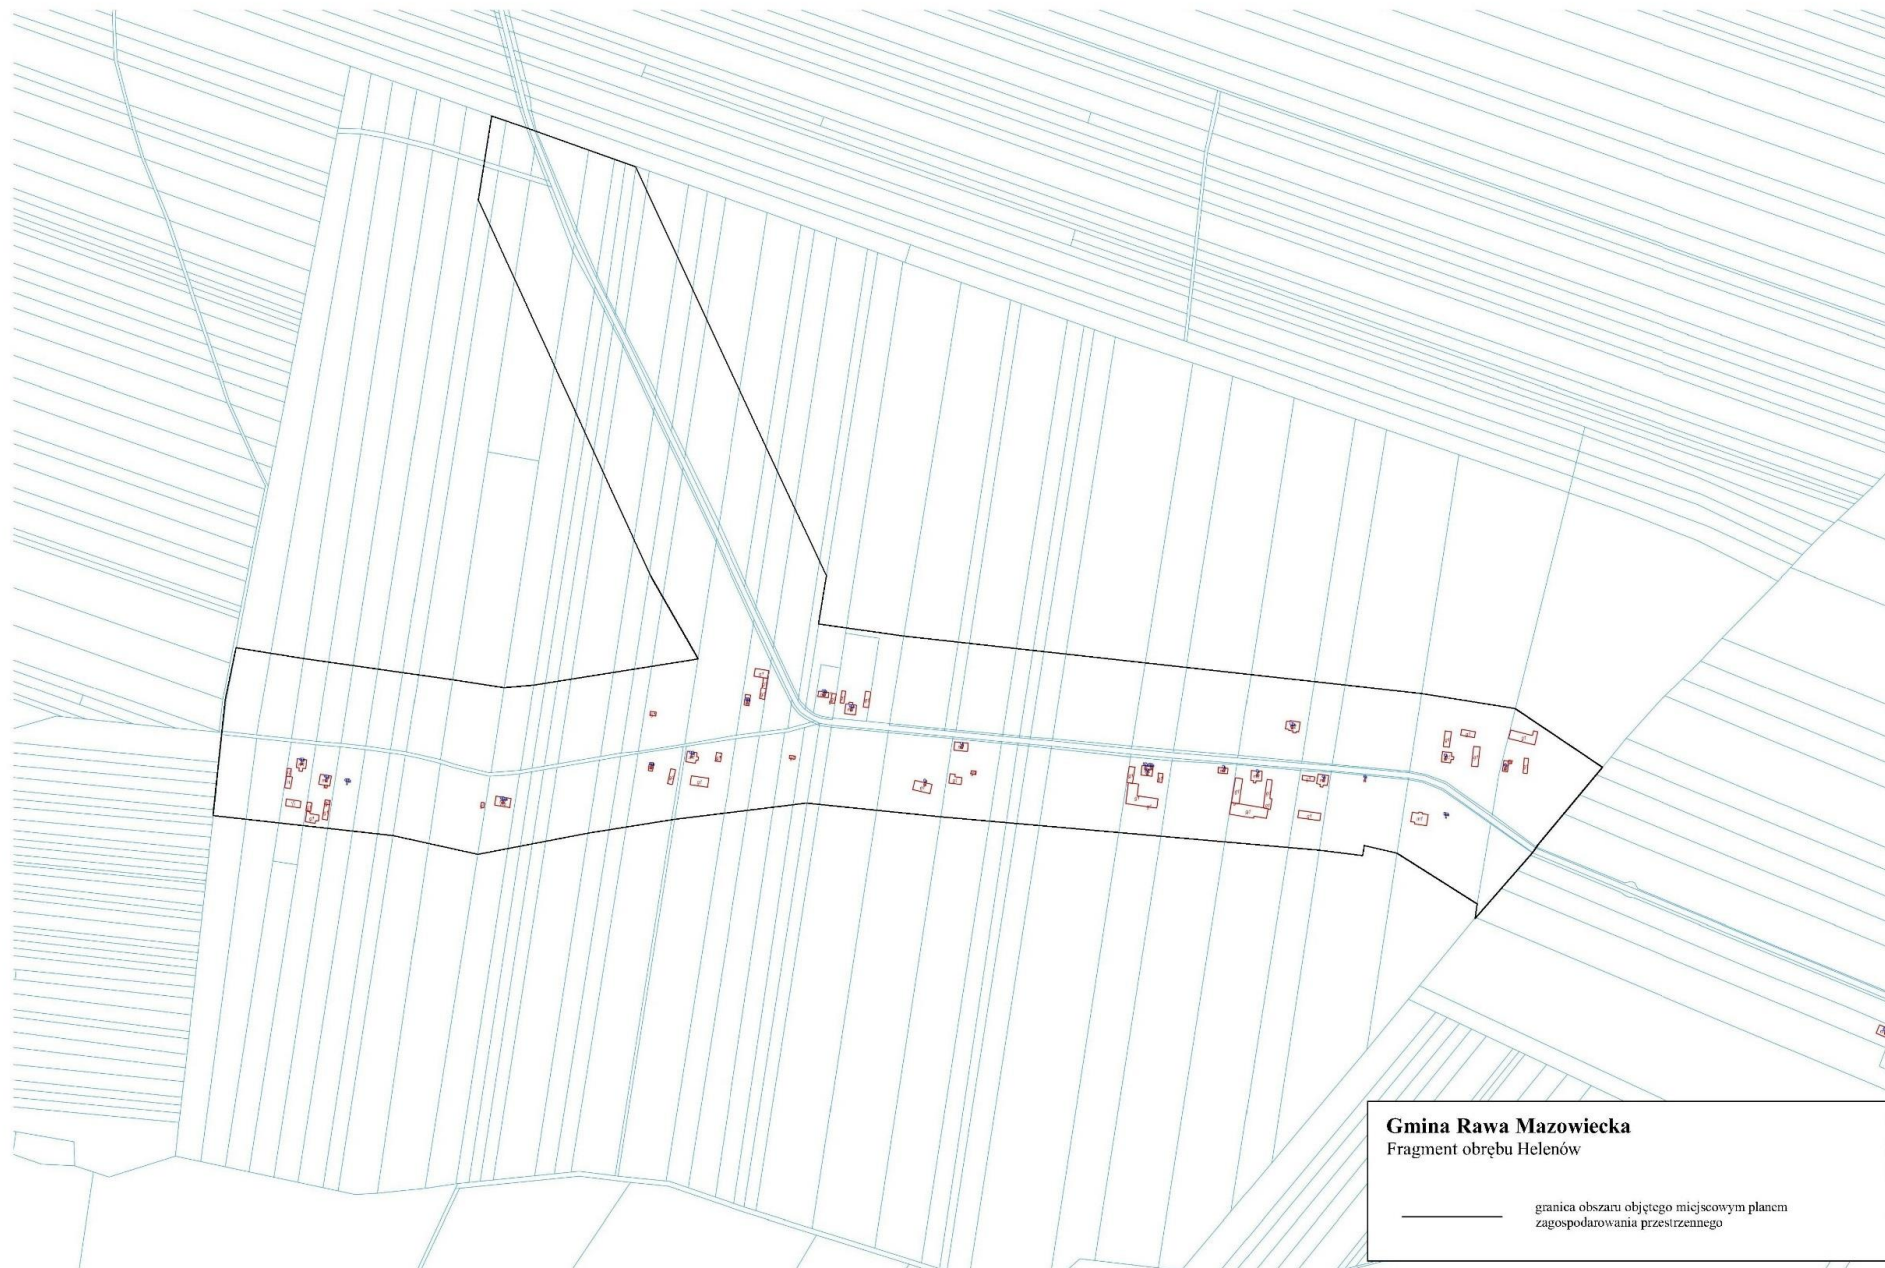 Gmina Rawa Mazowiecka
Fragment obrębu Helenów
granica obszaru objętego miejscowym planem
zagospodarowania przestrzennego